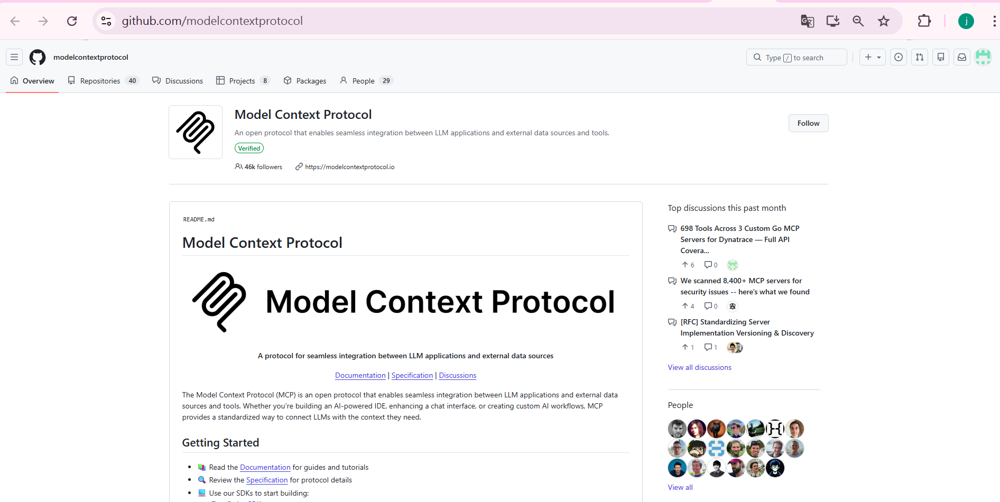 github.com/modelcontextprotocol
j
modelcontextprotocol
Type / to search
Overview
Repositories 40
Discussions
Projects 8
Packages
People 29
Model Context Protocol
An open protocol that enables seamless integration between LLM applications and external data sources and tools.
Verified
46k followers
https://modelcontextprotocol.io
Follow
README.md
Model Context Protocol
Model Context Protocol
A protocol for seamless integration between LLM applications and external data sources
Documentation | Specification | Discussions
The Model Context Protocol (MCP) is an open protocol that enables seamless integration between LLM applications and external data
sources and tools. Whether you're building an AI-powered IDE, enhancing a chat interface, or creating custom AI workflows, MCP
provides a standardized way to connect LLMs with the context they need.
Getting Started
• Read the Documentation for guides and tutorials
• Review the Specification for protocol details
• Use our SDKs to start building:
Top discussions this past month
698 Tools Across 3 Custom Go MCP
Servers for Dynatrace — Full API
Covera...
6 0
We scanned 8,400+ MCP servers for
security issues -- here's what we found
4 0
[RFC] Standardizing Server
Implementation Versioning & Discovery
1 1
View all discussions
People
View all